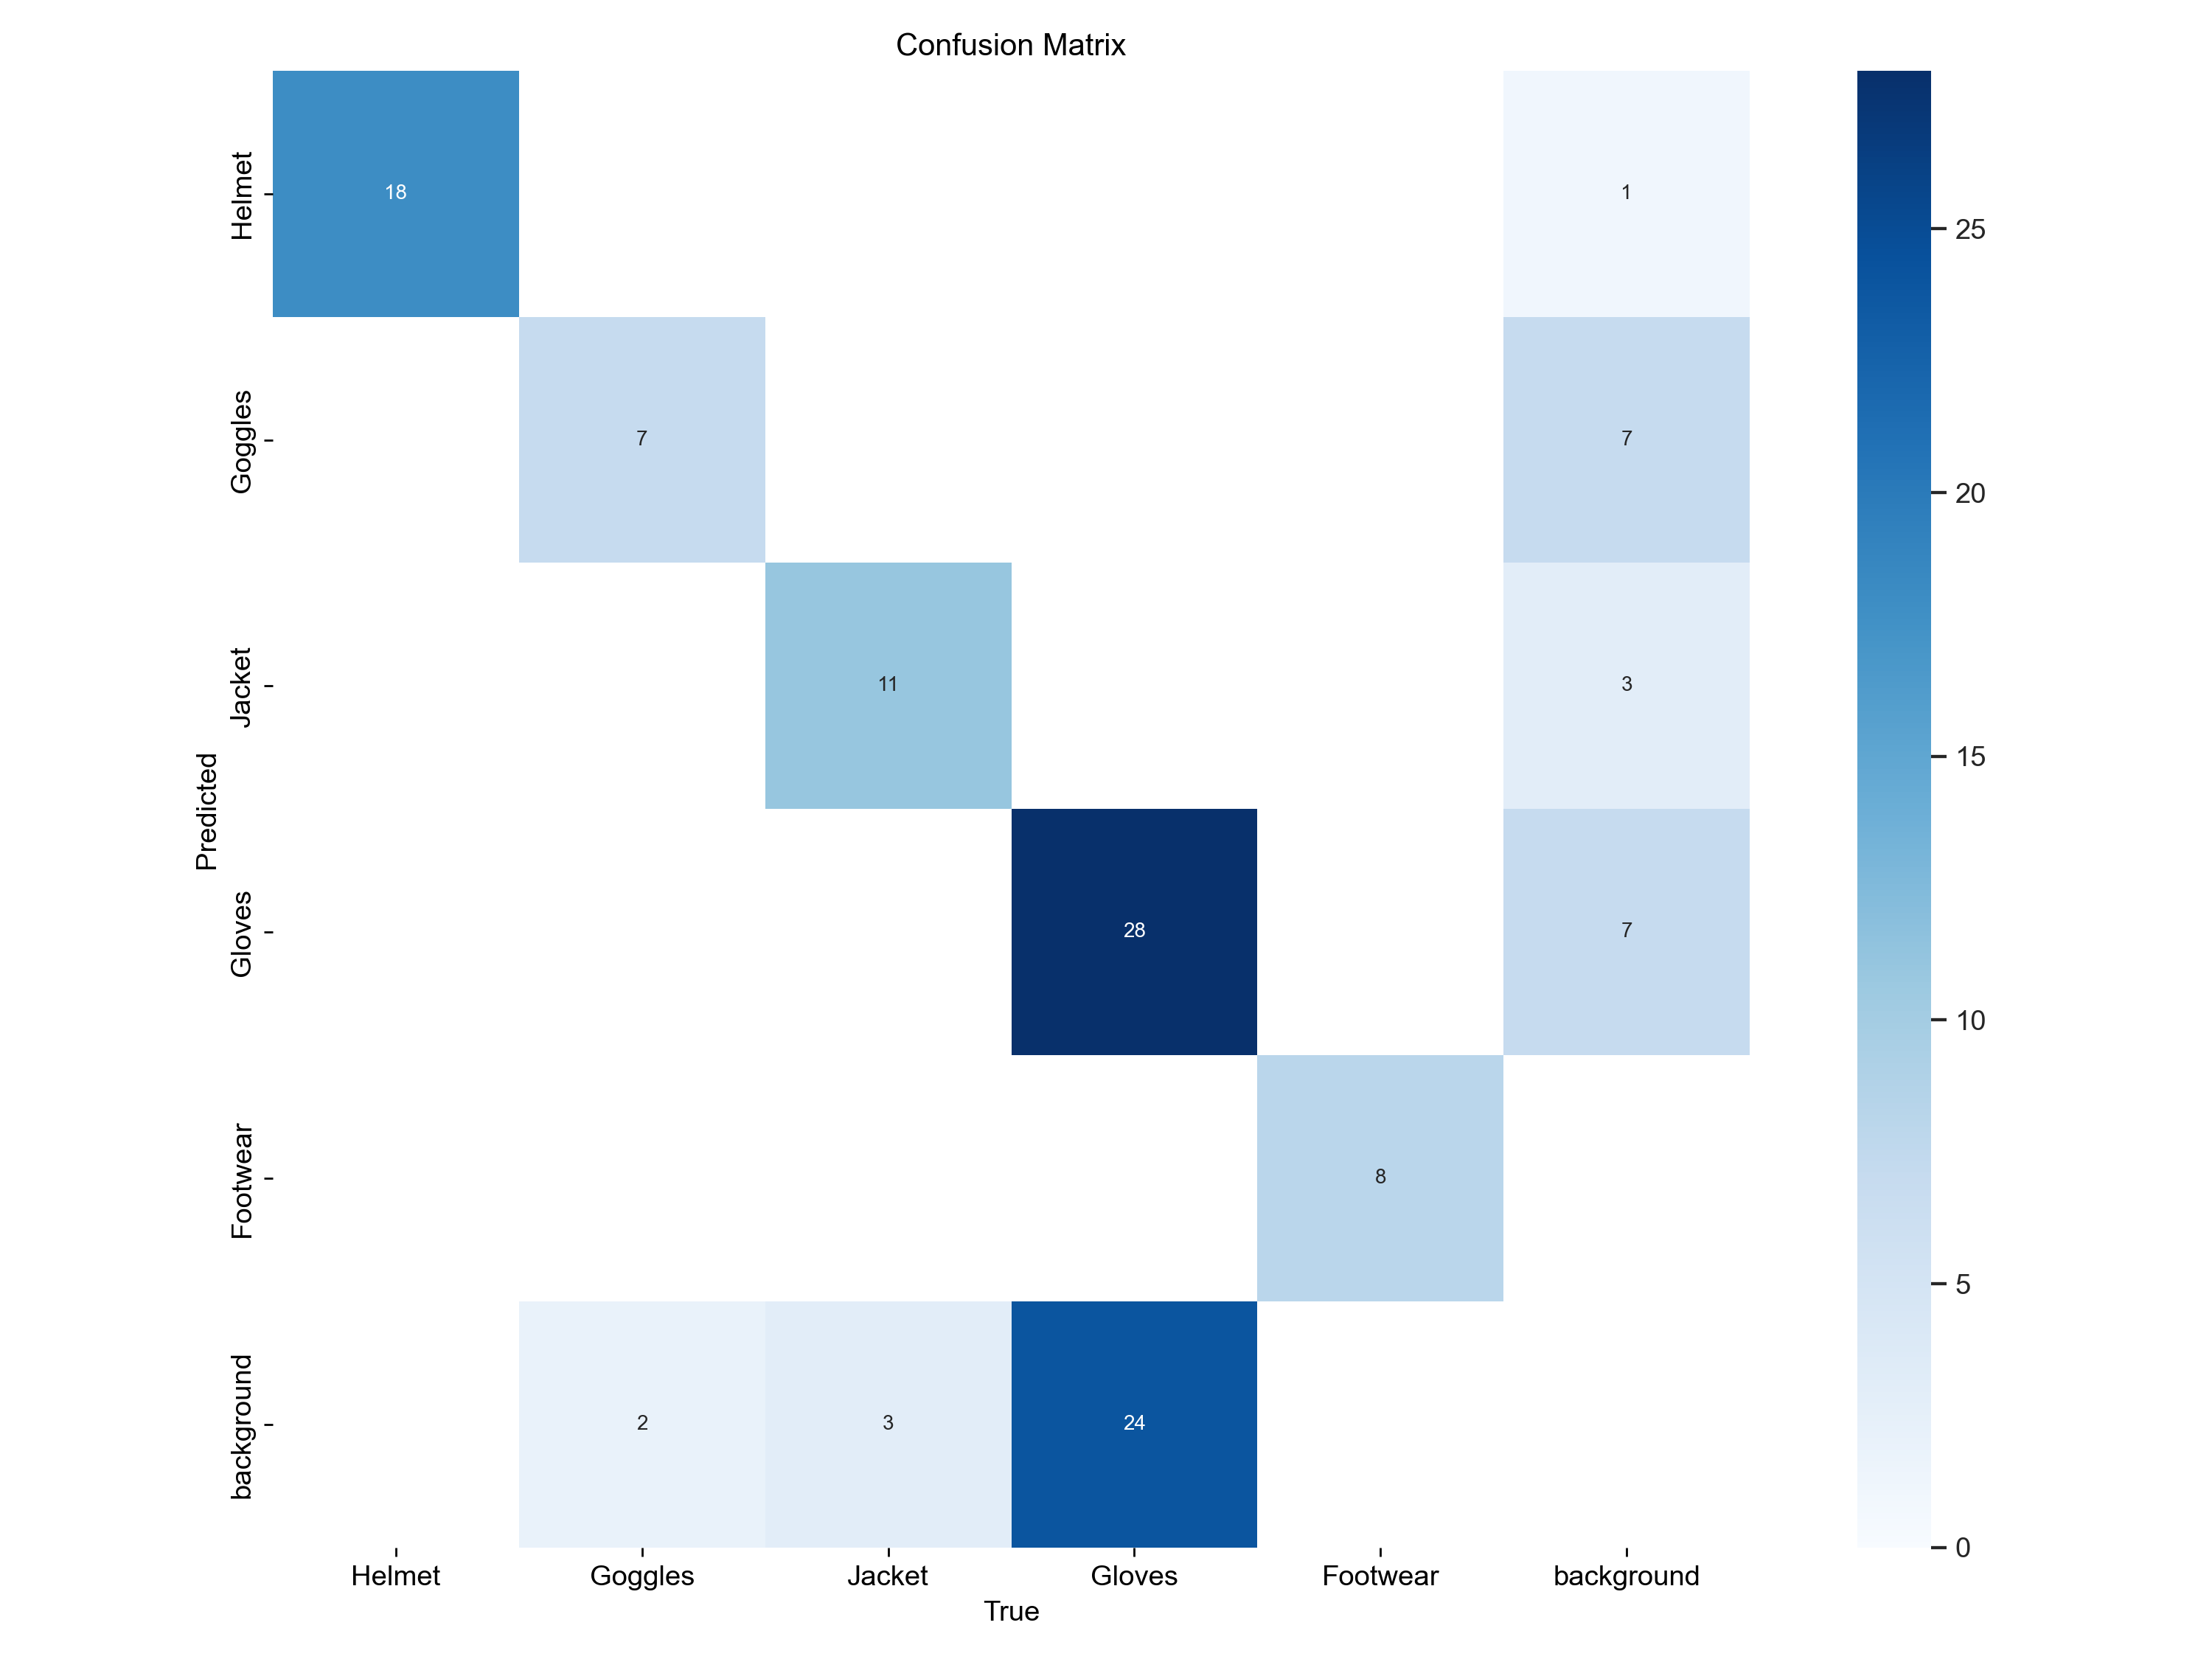 Confusion Matrix
Helmet
18
1
25
Goggles
7
7
20
Jacket
11
3
15
Predicted
Gloves
28
7
10
Footwear
8
5
background
2
3
24
0
Helmet
Goggles
Jacket
Gloves
Footwear
background
True